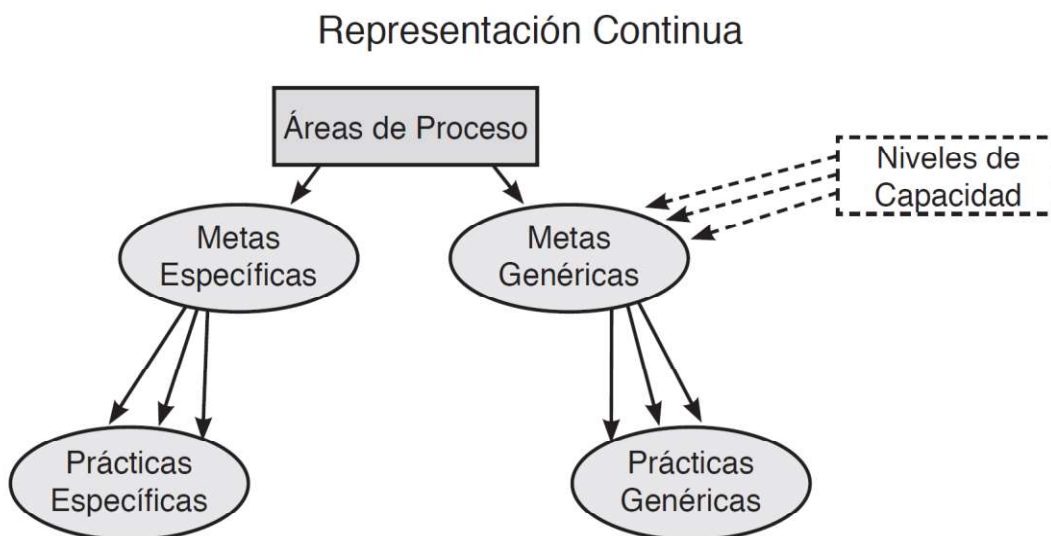 Representación Continua
Áreas de Proceso
Niveles de
Capacidad
Metas
Específicas
Metas
Genéricas
Prácticas
Específicas
Prácticas
Genéricas